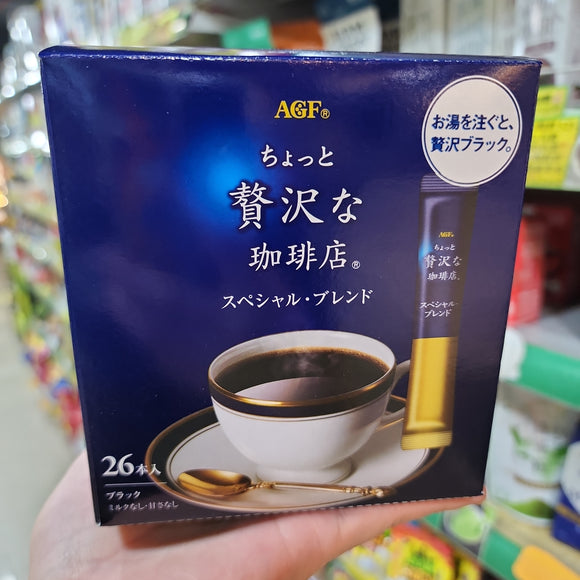 AGF®
ちょっと
贅沢な
珈琲店®
スペシャル・ブレンド
お湯を注ぐと、
贅沢ブラック。
AGF®
ちょっと
贅沢な
珈琲店®
スペシャル・
ブレンド
26本入
ブラック
ミルクなし・甘さなし